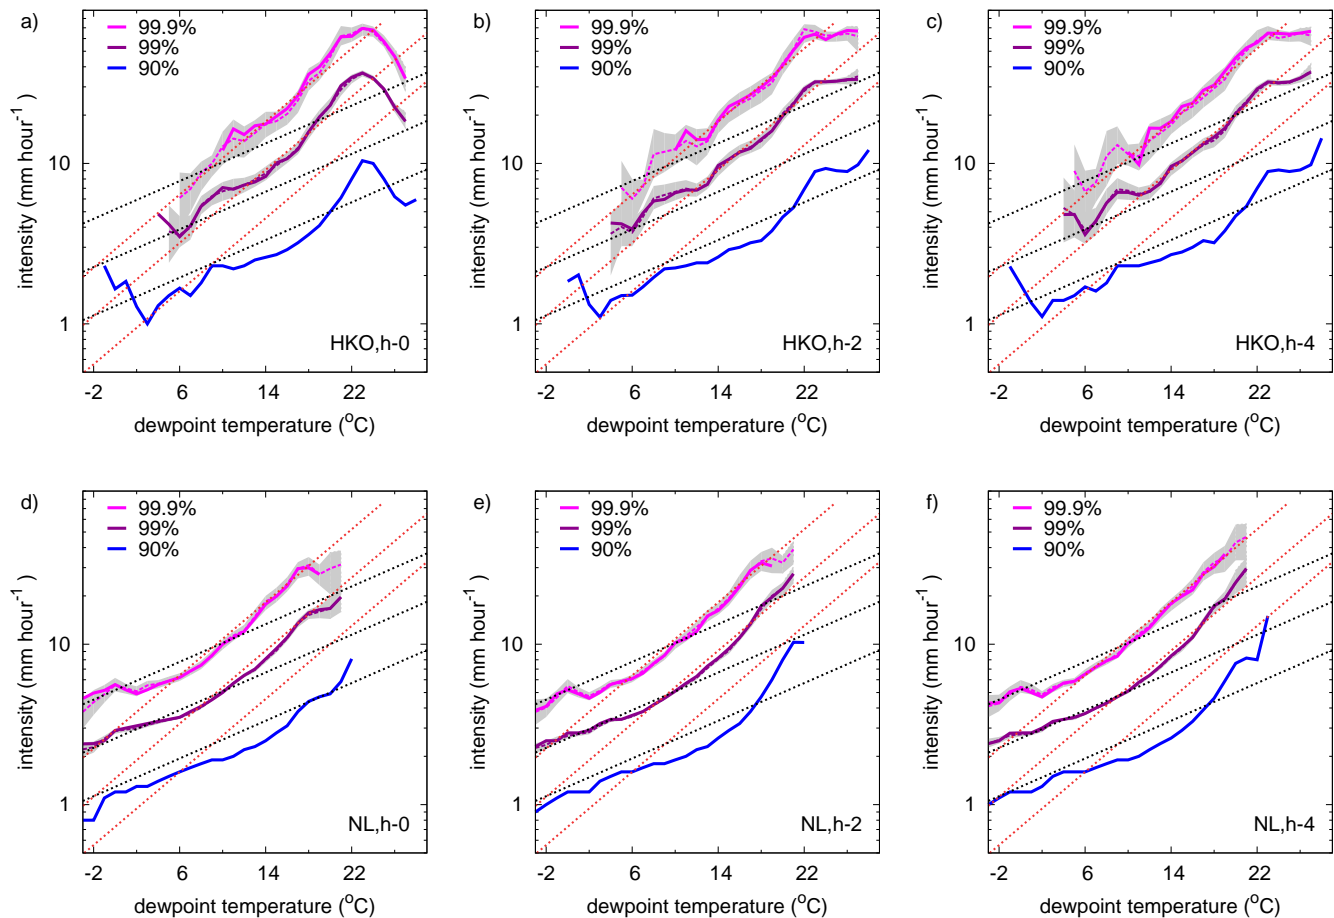 a)
99.9%
99%
90%
10
1
intensity (mm hour-1)
HKO,h-0
-2 6 14 22
dewpoint temperature (oC)
b)
99.9%
99%
90%
10
1
intensity (mm hour-1)
HKO,h-2
-2 6 14 22
dewpoint temperature (oC)
c)
99.9%
99%
90%
10
1
intensity (mm hour-1)
HKO,h-4
-2 6 14 22
dewpoint temperature (oC)
d)
99.9%
99%
90%
10
1
intensity (mm hour-1)
NL,h-0
-2 6 14 22
dewpoint temperature (oC)
e)
99.9%
99%
90%
10
1
intensity (mm hour-1)
NL,h-2
-2 6 14 22
dewpoint temperature (oC)
f)
99.9%
99%
90%
10
1
intensity (mm hour-1)
NL,h-4
-2 6 14 22
dewpoint temperature (oC)